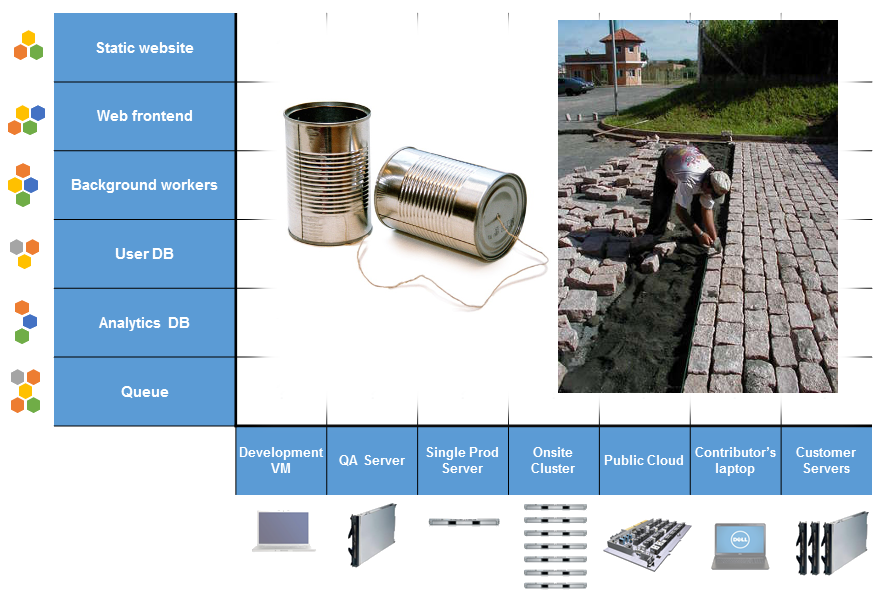 Static website
Web frontend
Background workers
User DB
Analytics DB
Queue
Development
VM
QA Server
Single Prod
Server
Onsite
Cluster
Public Cloud
Contributor's
laptop
Customer
Servers
DELL